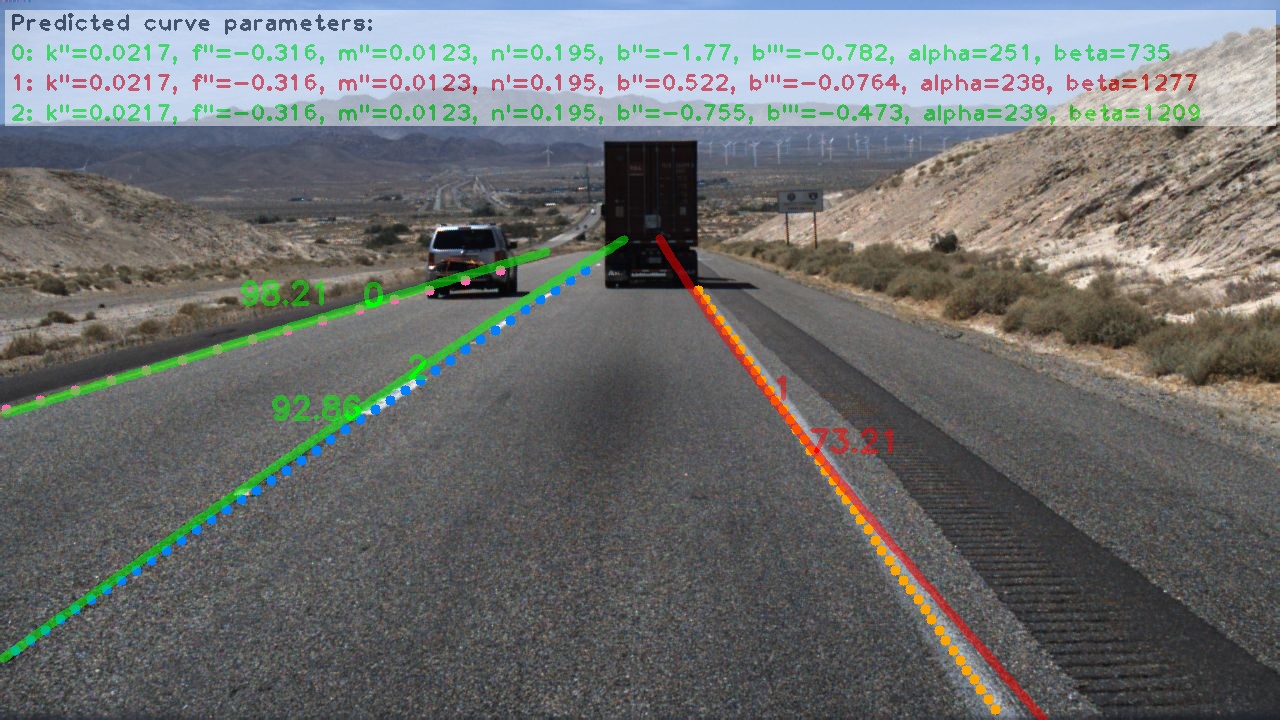 Predicted curve parameters:
0: k''=0.0217, f''=-0.316, m''=0.0123, n'=0.195, b''=-1.77, b'''=-0.782, alpha=251, beta=735
1: k''=0.0217, f''=-0.316, m''=0.0123, n'=0.195, b''=0.522, b'''=-0.0764, alpha=238, beta=1277
2: k''=0.0217, f''=-0.316, m''=0.0123, n'=0.195, b''=-0.755, b'''=-0.473, alpha=239, beta=1209
98.21 0
2
92.86
1
73.21